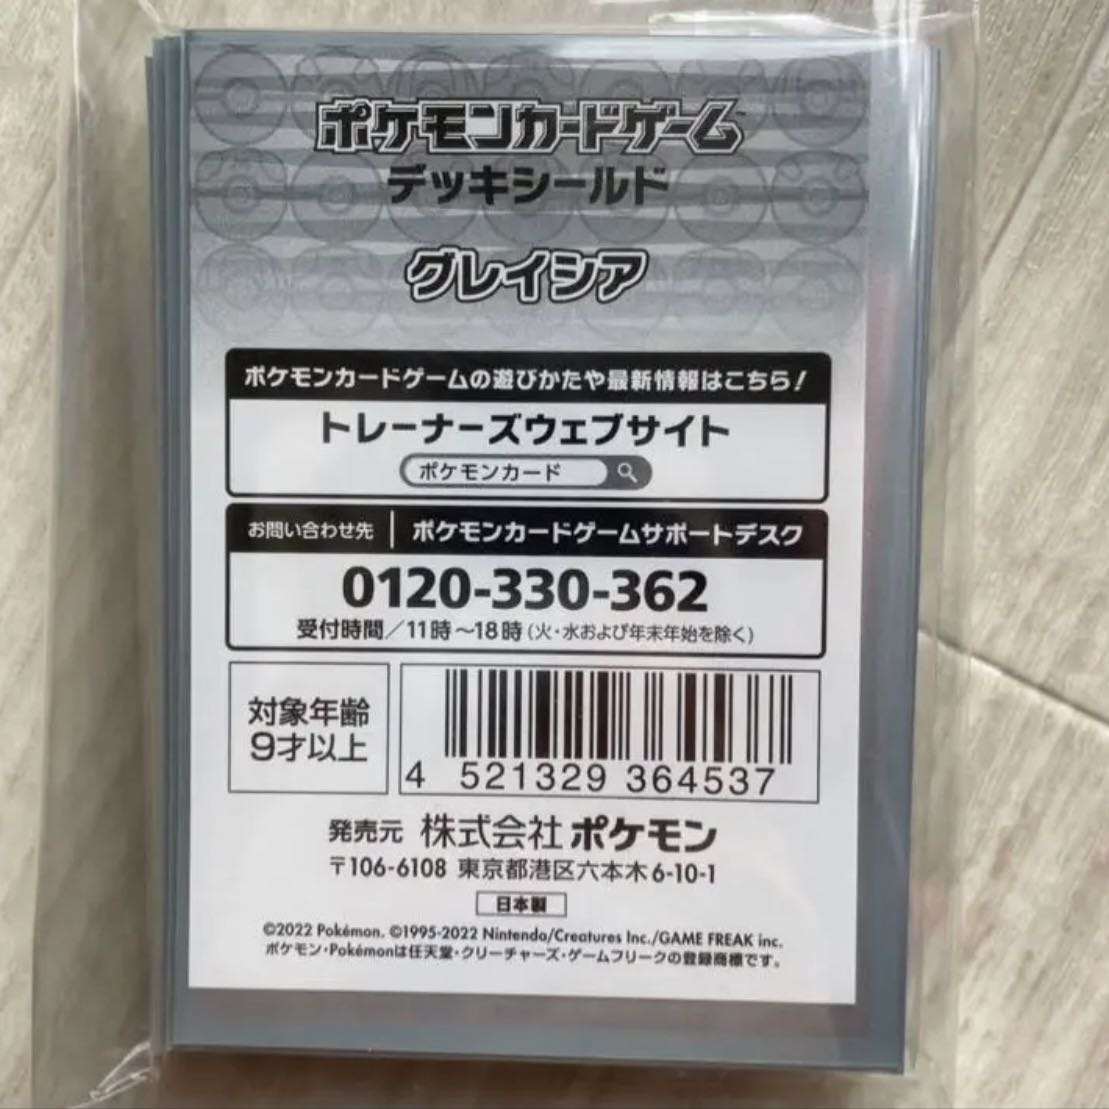 ポケモンカードゲーム
デッキシールド
グレイシア
ポケモンカードゲームの遊びかたや最新情報はこちら!
トレーナーズウェブサイト
ポケモンカード
お問い合わせ先 ポケモンカードゲームサポートデスク
0120-330-362
受付時間/11時~18時(火・水および年末年始を除く)
対象年齢
9才以上
4 521329 364537
発売元 株式会社ポケモン
〒106-6108 東京都港区六本木6-10-1
日本製
©2022 Pokémon. ©1995-2022 Nintendo/Creatures Inc./GAME FREAK inc.
ポケモン・Pokémonは任天堂・クリーチャーズ・ゲームフリークの登録商標です。